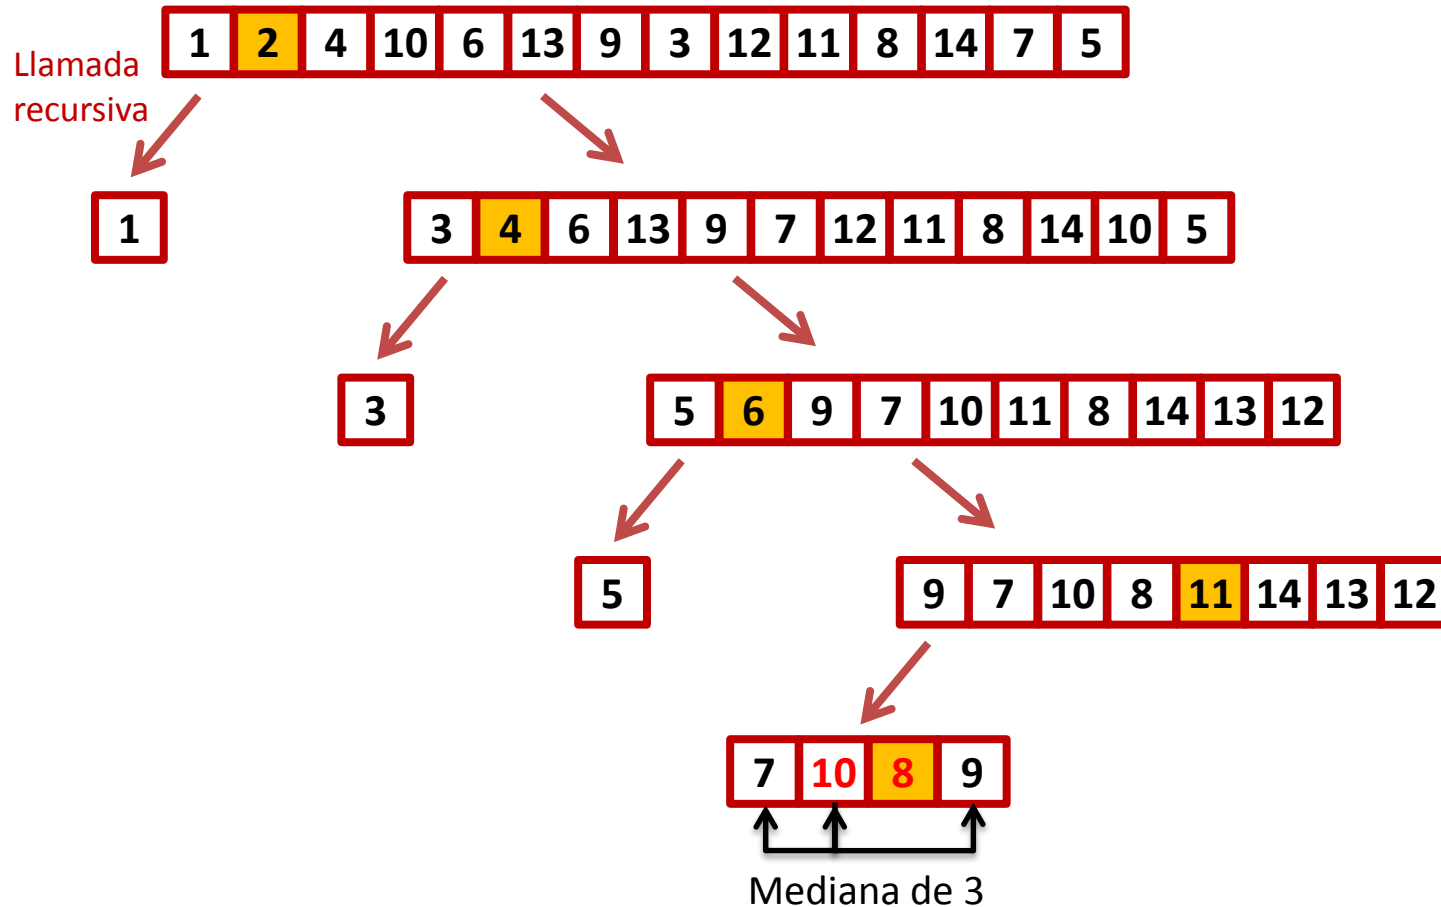 1 2 4 10 6 13 9 3 12 11 8 14 7 5
Llamada
recursiva
1
3 4 6 13 9 7 12 11 8 14 10 5
3
5 6 9 7 10 11 8 14 13 12
5
9 7 10 8 11 14 13 12
7 10 8 9
Mediana de 3